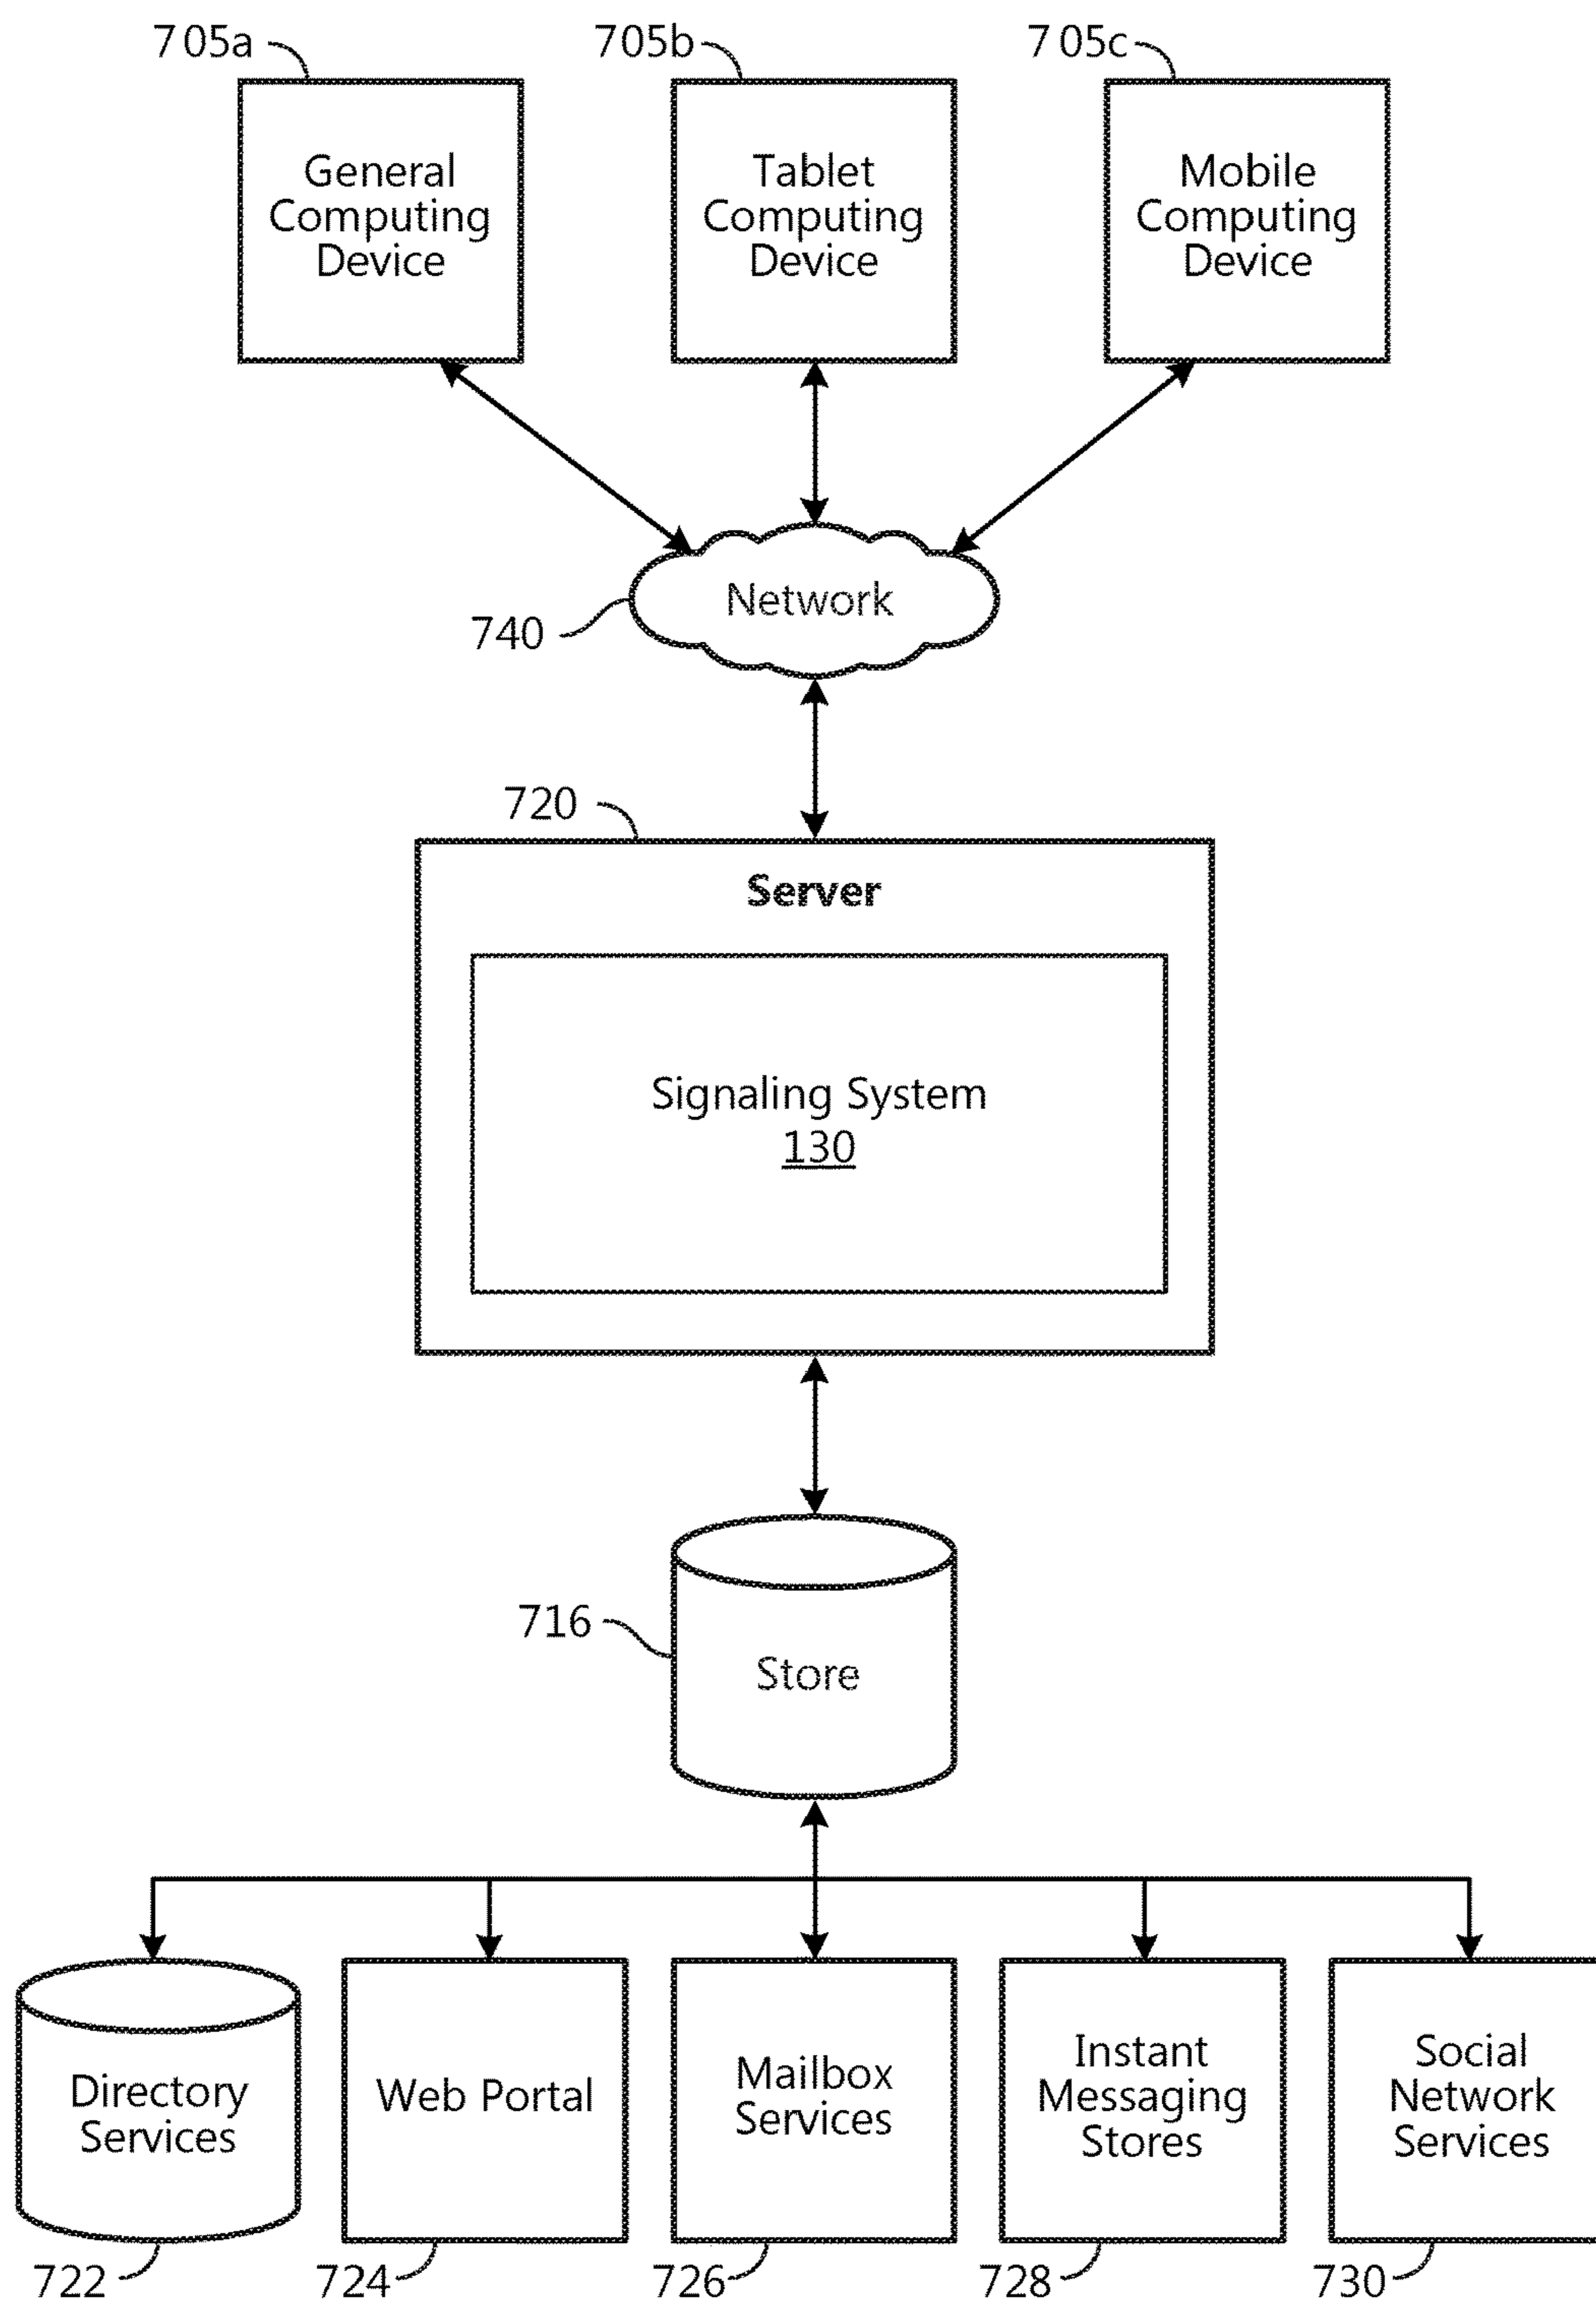 705a
705b
705c
General
Computing
Device
Tablet
Computing
Device
Mobile
Computing
Device
Network
740
720
Server
Signaling System
130
716
Store
Directory
Services
Web Portal
Mailbox
Services
Instant
Messaging
Stores
Social
Network
Services
722
724
726
728
730